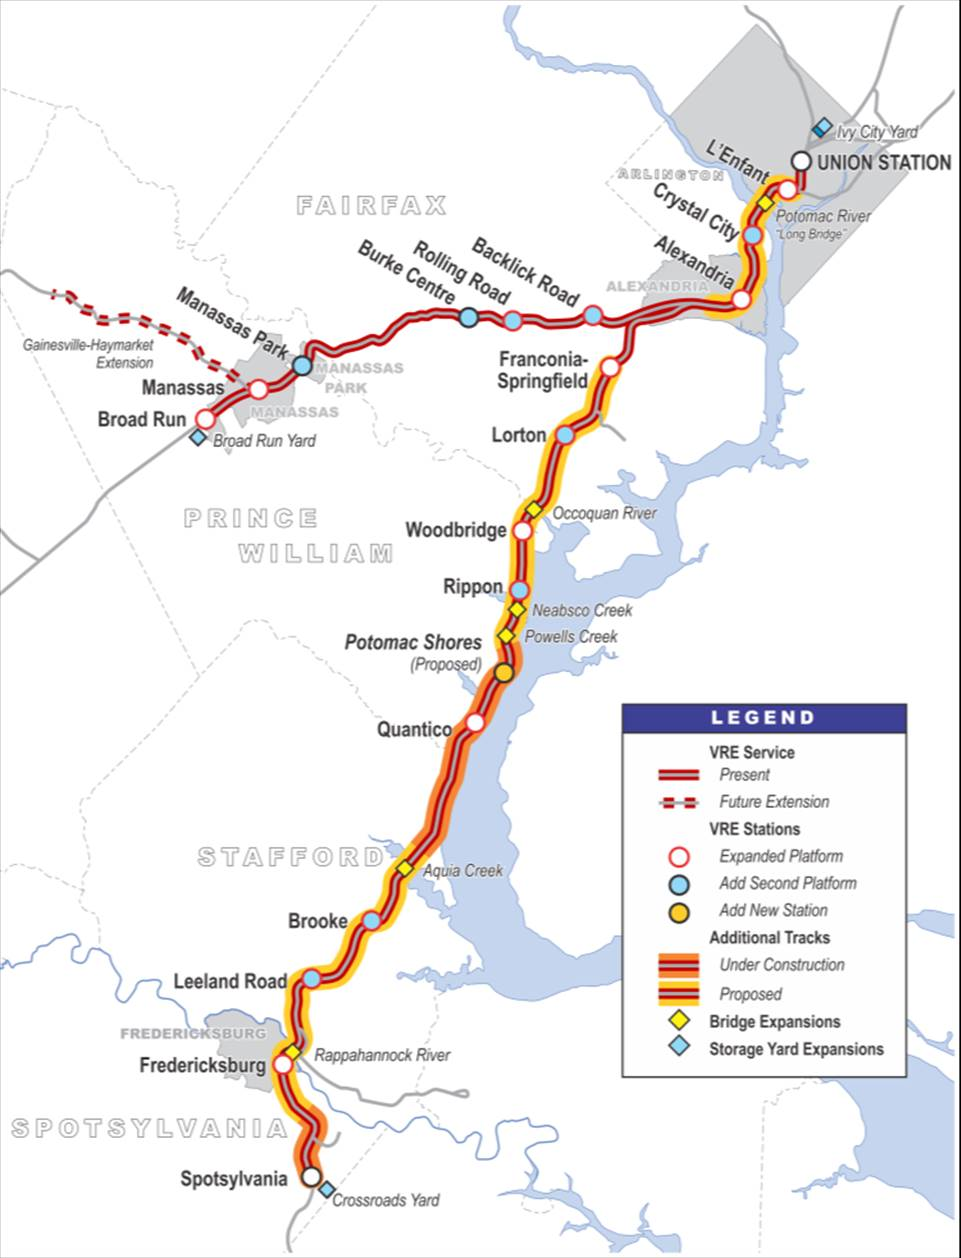 Ivy City Yard
UNION STATION
L'Enfant
ARLINGTON
Crystal City
Potomac River
"Long Bridge"
FAIRFAX
Alexandria
ALEXANDRIA
Backlick Road
Rolling Road
Burke Centre
Manassas Park
Gainesville-Haymarket
Extension
MANASSAS
PARK
Manassas
MANASSAS
Broad Run
Broad Run Yard
Franconia-
Springfield
Lorton
Occoquan River
PRINCE
WILLIAM
Woodbridge
Rippon
Neabsco Creek
Powells Creek
Potomac Shores
(Proposed)
Quantico
STAFFORD
Aquia Creek
Brooke
Leeland Road
FREDERICKSBURG
Rappahannock River
Fredericksburg
SPOTSYLVANIA
Spotsylvania
Crossroads Yard
LEGEND
VRE Service
Present
Future Extension
VRE Stations
Expanded Platform
Add Second Platform
Add New Station
Additional Tracks
Under Construction
Proposed
Bridge Expansions
Storage Yard Expansions